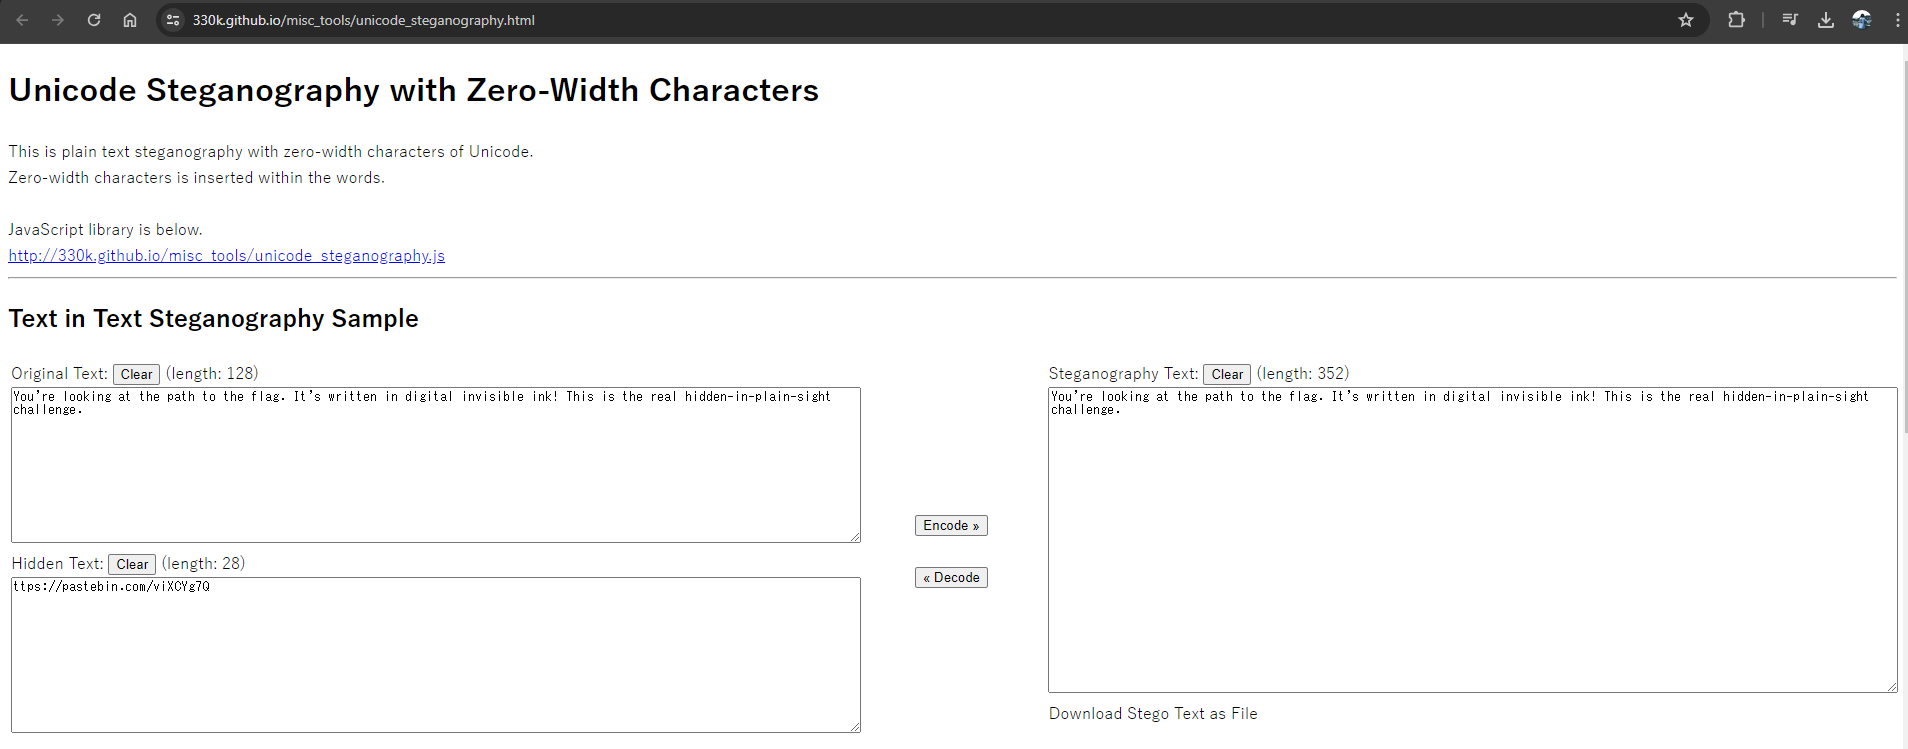 330k.github.io/misc_tools/unicode_steganography.html
Unicode Steganography with Zero-Width Characters
This is plain text steganography with zero-width characters of Unicode.
Zero-width characters is inserted within the words.
JavaScript library is below.
http://330k.github.io/misc_tools/unicode_steganography.js
Text in Text Steganography Sample
Original Text: Clear (length: 128)
You’re looking at the path to the flag. It’s written in digital invisible ink! This is the real hidden-in-plain-sight
challenge.
Hidden Text: Clear (length: 28)
ttps://pastebin.com/viXCYg7Q
Encode »
« Decode
Steganography Text: Clear (length: 352)
You’re looking at the path to the flag. It’s written in digital invisible ink! This is the real hidden-in-plain-sight
challenge.
Download Stego Text as File